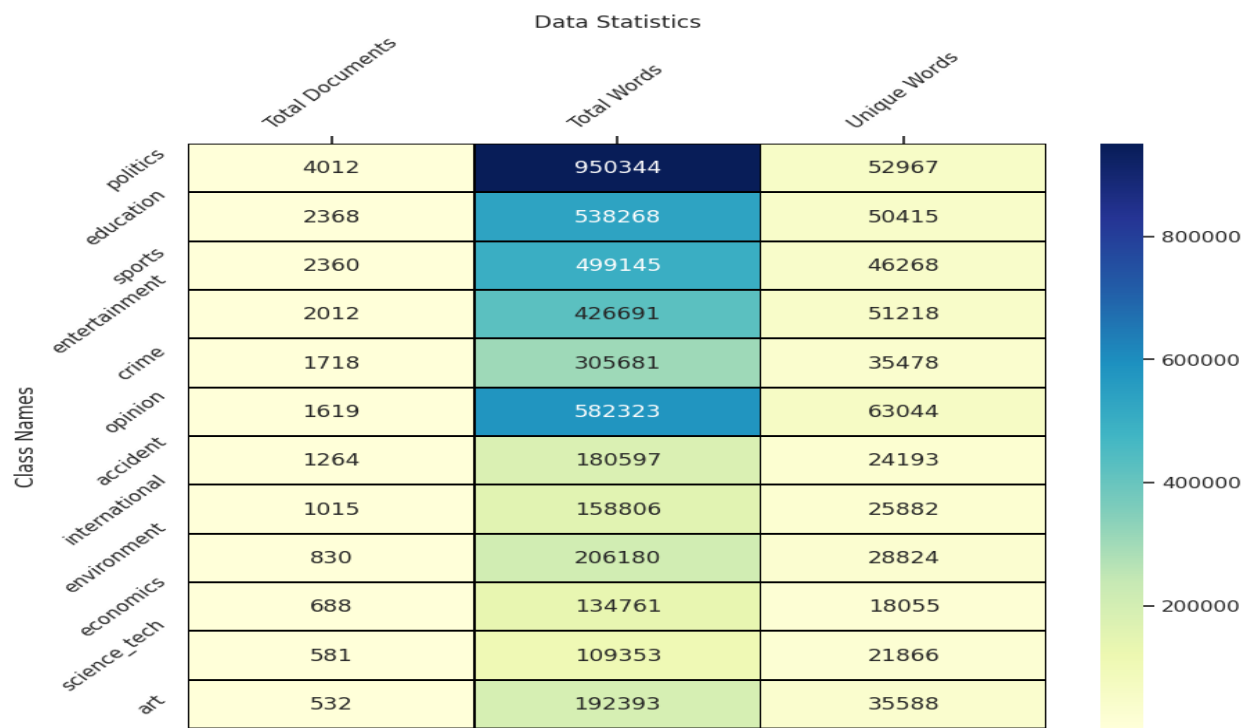 Data Statistics
Total Documents Total Words Unique Words
politics 4012 950344 52967
education 2368 538268 50415
sports 2360 499145 46268
entertainment 2012 426691 51218
crime 1718 305681 35478
opinion 1619 582323 63044
accident 1264 180597 24193
international 1015 158806 25882
environment 830 206180 28824
economics 688 134761 18055
science_tech 581 109353 21866
art 532 192393 35588
Class Names
800000
600000
400000
200000